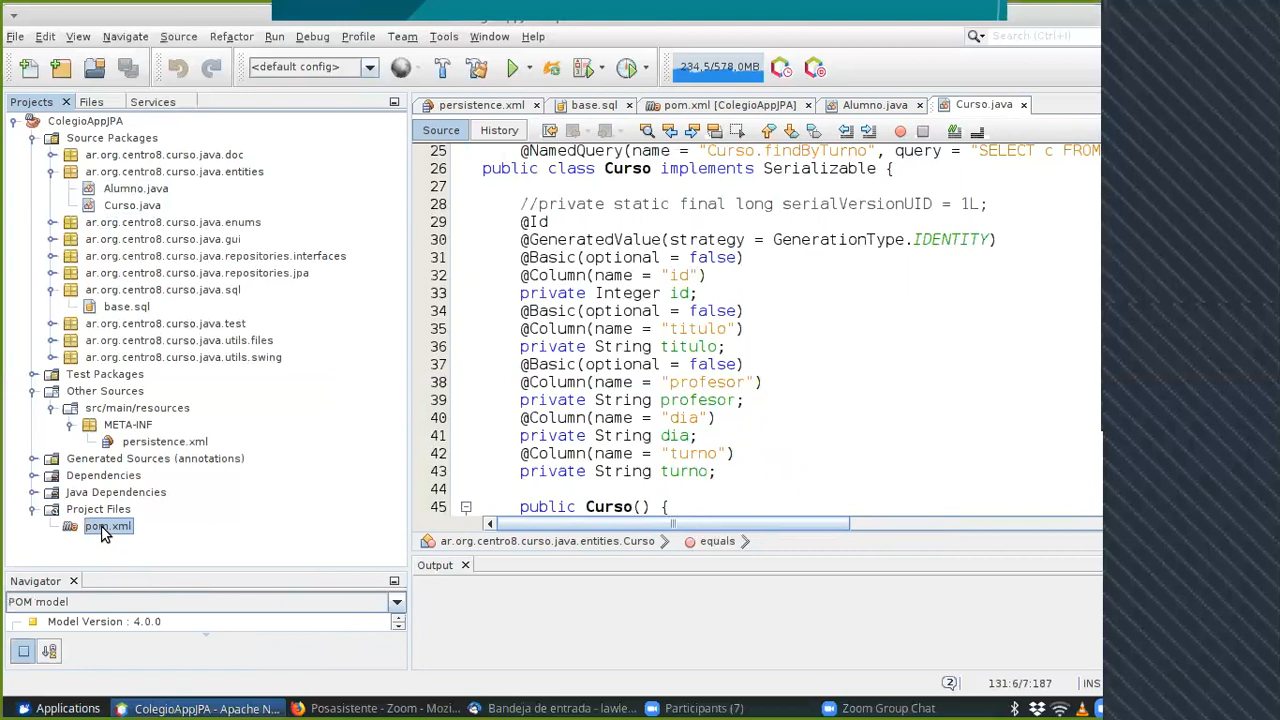 File Edit View Navigate Source Refactor Run Debug Profile Team Tools Window Help Search (Ctrl+I)
<default config> 234,5/578,0MB
Projects Files Services
persistence.xml base.sql pom.xml [ColegioAppJPA] Alumno.java Curso.java
Source History
ColegioAppJPA
Source Packages
ar.org.centro8.curso.java.doc
ar.org.centro8.curso.java.entities
Alumno.java
Curso.java
ar.org.centro8.curso.java.enums
ar.org.centro8.curso.java.gui
ar.org.centro8.curso.java.repositories.interfaces
ar.org.centro8.curso.java.repositories.jpa
ar.org.centro8.curso.java.sql
base.sql
ar.org.centro8.curso.java.test
ar.org.centro8.curso.java.utils.files
ar.org.centro8.curso.java.utils.swing
Test Packages
Other Sources
src/main/resources
META-INF
persistence.xml
Generated Sources (annotations)
Dependencies
Java Dependencies
Project Files
pom.xml
25 @NamedQuery(name = "Curso.findByTurno", query = "SELECT c FROM
26 public class Curso implements Serializable {
27
28 //private static final long serialVersionUID = 1L;
29 @Id
30 @GeneratedValue(strategy = GenerationType.IDENTITY)
31 @Basic(optional = false)
32 @Column(name = "id")
33 private Integer id;
34 @Basic(optional = false)
35 @Column(name = "titulo")
36 private String titulo;
37 @Basic(optional = false)
38 @Column(name = "profesor")
39 private String profesor;
40 @Column(name = "dia")
41 private String dia;
42 @Column(name = "turno")
43 private String turno;
44
45 public Curso() {
ar.org.centro8.curso.java.entities.Curso equals
Output
Navigator
POM model
Model Version : 4.0.0
2 131:6/7:187 INS
Applications ColegioAppJPA - Apache N... Posasistente - Zoom - Mozi... Bandeja de entrada - lawle... Participants (7) Zoom Group Chat